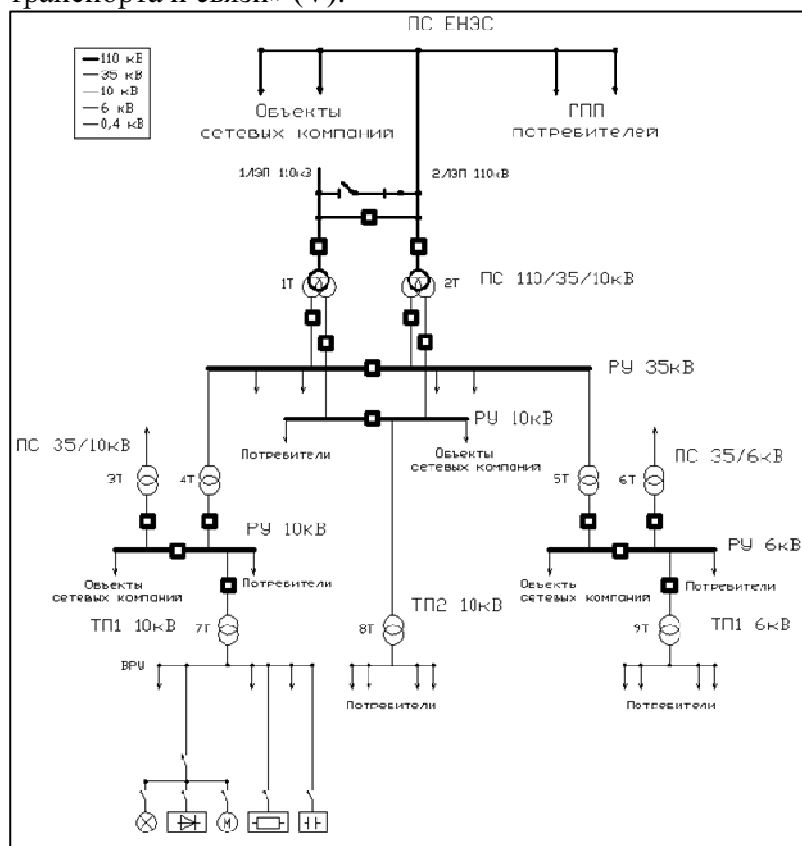 транспорта и связи» (V).
ПС ЕНЭС
110 кВ
35 кВ
10 кВ
6 кВ
0,4 кВ
Объекты
сетевых компаний
ГПП
потребителей
1ЛЭП 110кВ
2ЛЭП 110кВ
1Т
2Т
ПС 110/35/10кВ
РУ 35кВ
РУ 10кВ
Потребители
Объекты
сетевых компаний
ПС 35/10кВ
3Т
4Т
5Т
6Т
ПС 35/6кВ
РУ 10кВ
РУ 6кВ
Объекты
сетевых компаний
Потребители
Объекты
сетевых компаний
Потребители
ТП1 10кВ
7Т
ТП2 10кВ
8Т
9Т
ТП1 6кВ
ВРУ
Потребители
Потребители
М